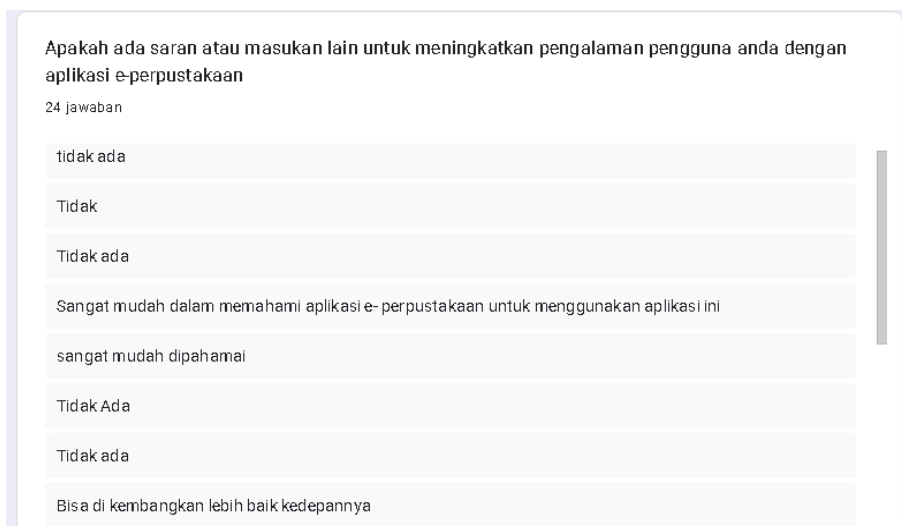 Apakah ada saran atau masukan lain untuk meningkatkan pengalaman pengguna anda dengan
aplikasi e-perpustakaan
24 jawaban
tidak ada
Tidak
Tidak ada
Sangat mudah dalam memahami aplikasi e- perpustakaan untuk menggunakan aplikasi ini
sangat mudah dipahamai
Tidak Ada
Tidak ada
Bisa di kembangkan lebih baik kedepannya